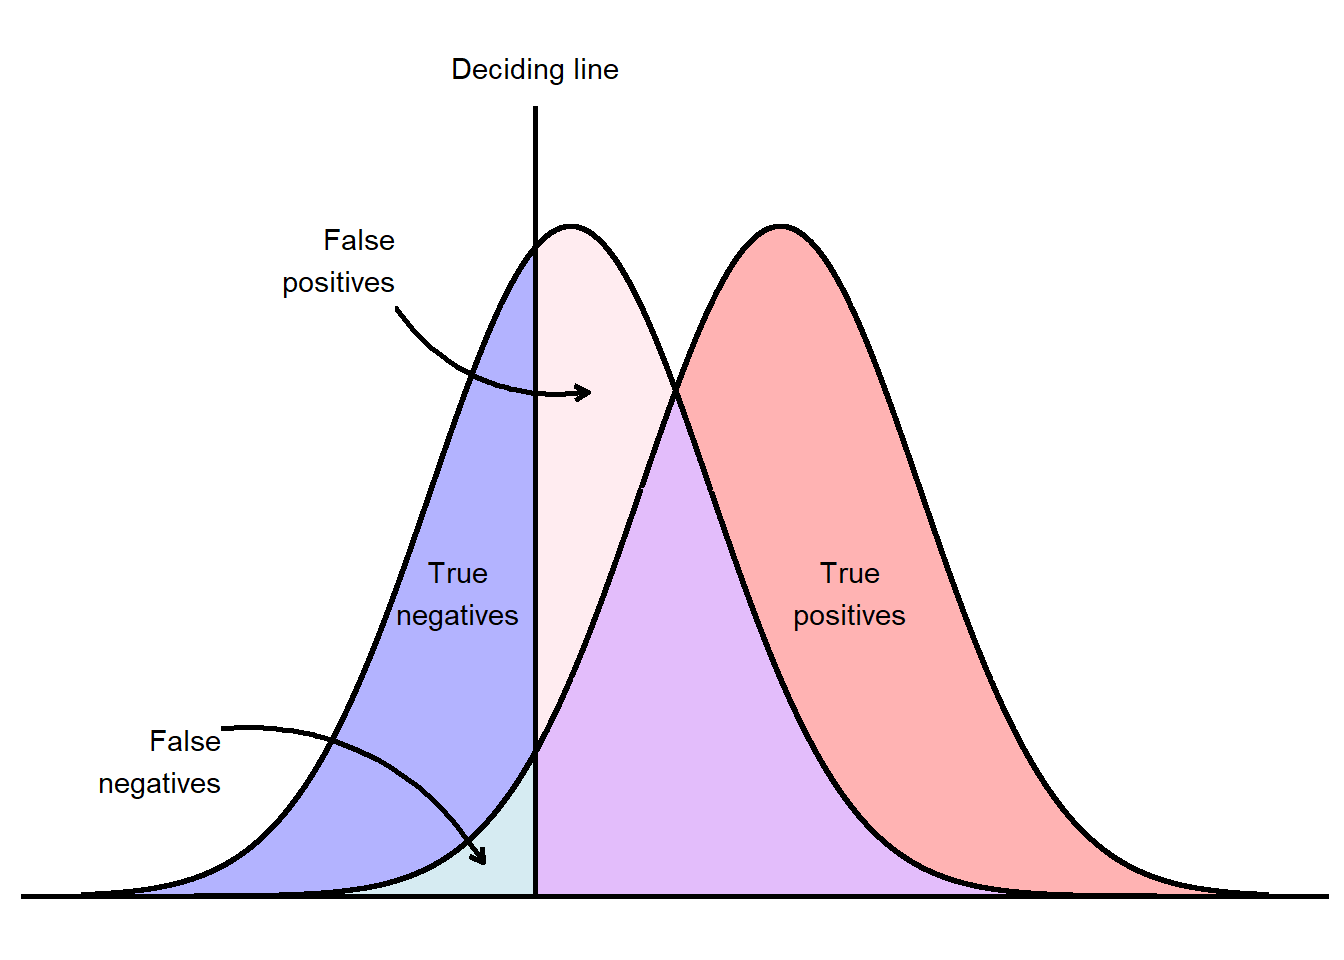 Deciding line
False
positives
True
negatives
True
positives
False
negatives